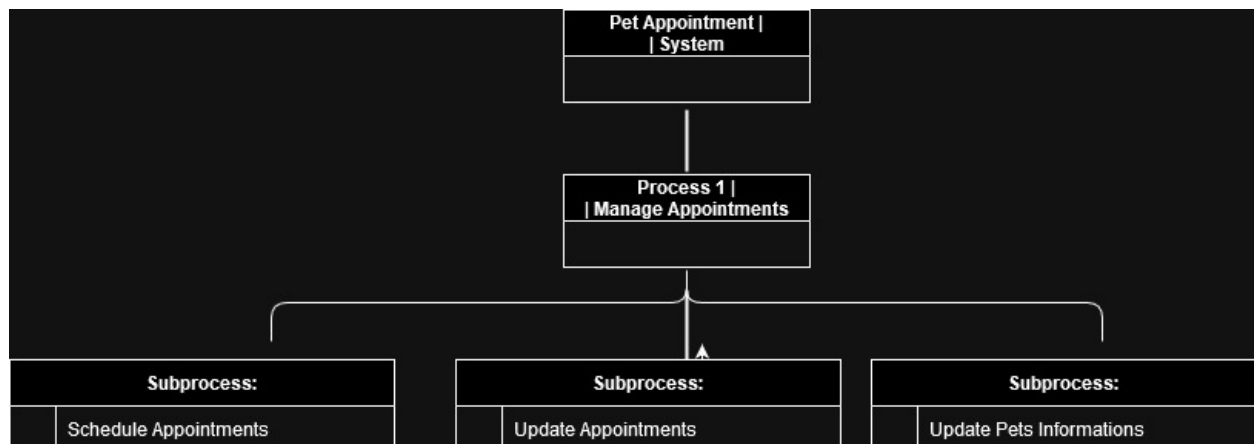 Pet Appointment |
| System
Process 1 |
| Manage Appointments
Subprocess:
Schedule Appointments
Subprocess:
Update Appointments
Subprocess:
Update Pets Informations